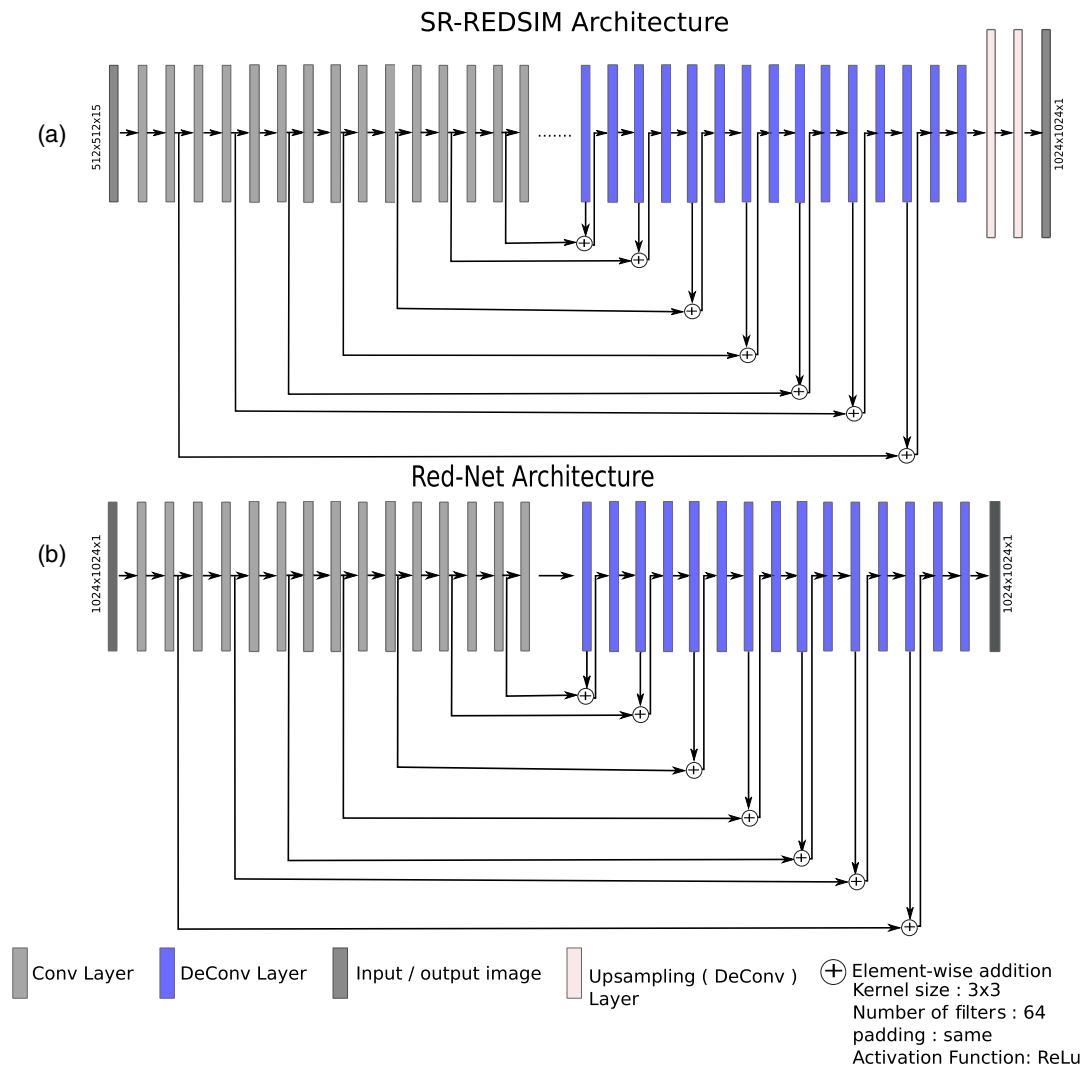 SR-REDSIM Architecture
(a)
512x512x15
1024x1024x1
Red-Net Architecture
(b)
1024x1024x1
1024x1024x1
Conv Layer
DeConv Layer
Input / output image
Upsampling ( DeConv )
Layer
Element-wise addition
Kernel size : 3x3
Number of filters : 64
padding : same
Activation Function: ReLu